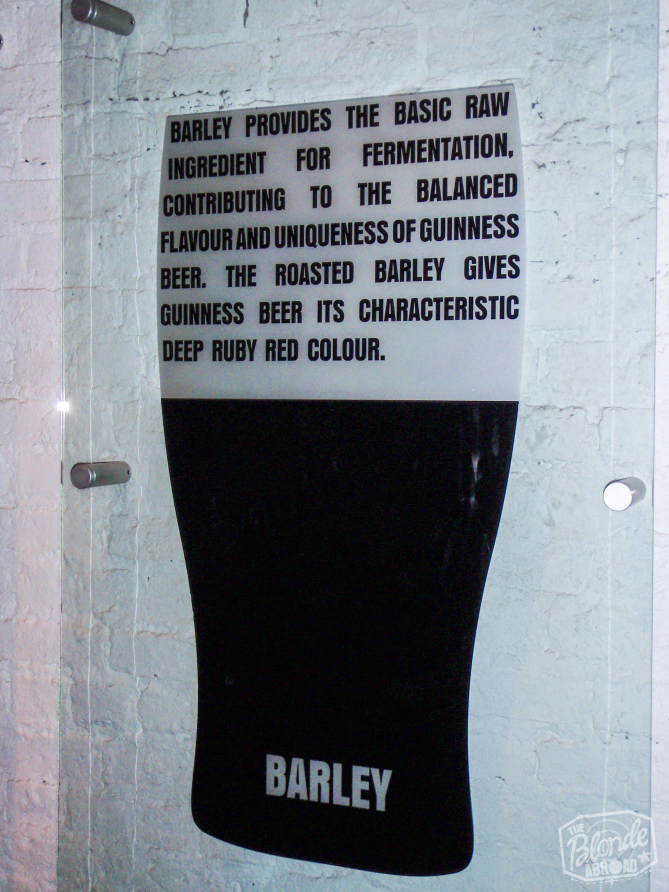 BARLEY PROVIDES THE BASIC RAW
INGREDIENT FOR FERMENTATION,
CONTRIBUTING TO THE BALANCED
FLAVOUR AND UNIQUENESS OF GUINNESS
BEER. THE ROASTED BARLEY GIVES
GUINNESS BEER ITS CHARACTERISTIC
DEEP RUBY RED COLOUR.
BARLEY
THE
Blonde
ABROAD